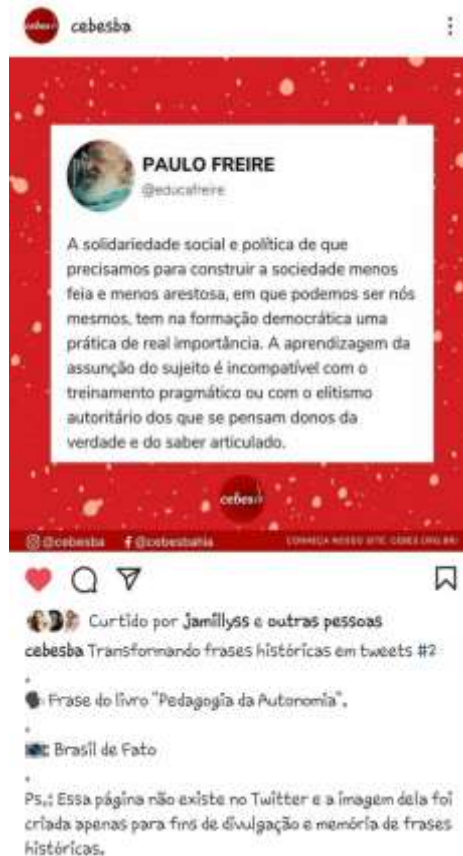 cebes
cebesba
PAULO FREIRE
@educafreire
A solidariedade social e política de que
precisamos para construir a sociedade menos
feia e menos arestosa, em que podemos ser nós
mesmos, tem na formação democrática uma
prática de real importância. A aprendizagem da
assunção do sujeito é incompatível com o
treinamento pragmático ou com o elitismo
autoritário dos que se pensam donos da
verdade e do saber articulado.
cebes
@cebesba f @cebesbahia CONHEÇA NOSSO SITE: CEBES.ORG.BR/
Curtido por jamillyss e outras pessoas
cebesba Transformando frases históricas em tweets #2
.
: Frase do livro "Pedagogia da Autonomia".
.
: Brasil de Fato
.
Ps.: Essa página não existe no Twitter e a imagem dela foi
criada apenas para fins de divulgação e memória de frases
históricas.